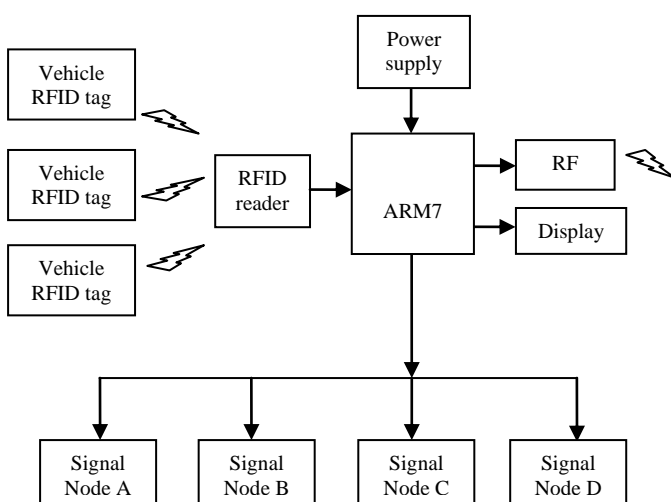 Power
supply
Vehicle
RFID tag
Vehicle
RFID tag
RFID
reader
ARM7
RF
Display
Vehicle
RFID tag
Signal
Node A
Signal
Node B
Signal
Node C
Signal
Node D